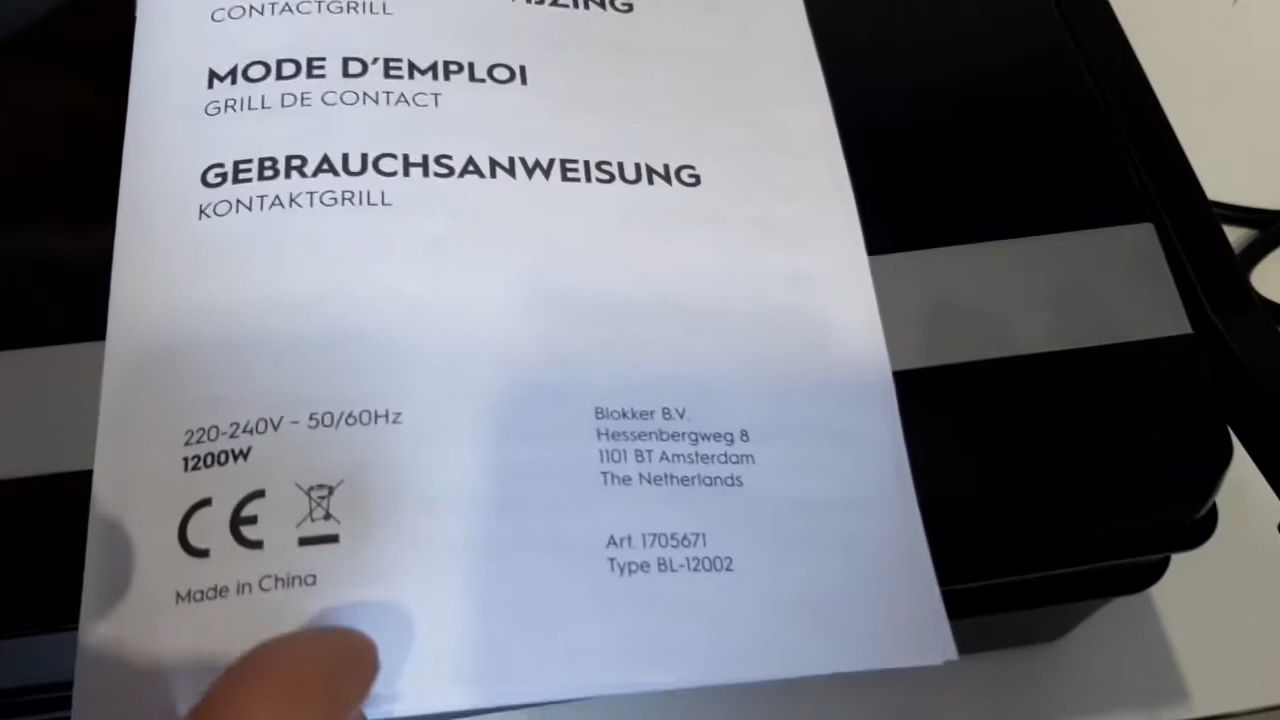 CONTACTGRILL
MODE D'EMPLOI
GRILL DE CONTACT
GEBRAUCHSANWEISUNG
KONTAKTGRILL
220-240V - 50/60Hz
1200W
CE
Made in China
Blokker B.V.
Hessenbergweg 8
1101 BT Amsterdam
The Netherlands
Art. 1705671
Type BL-12002